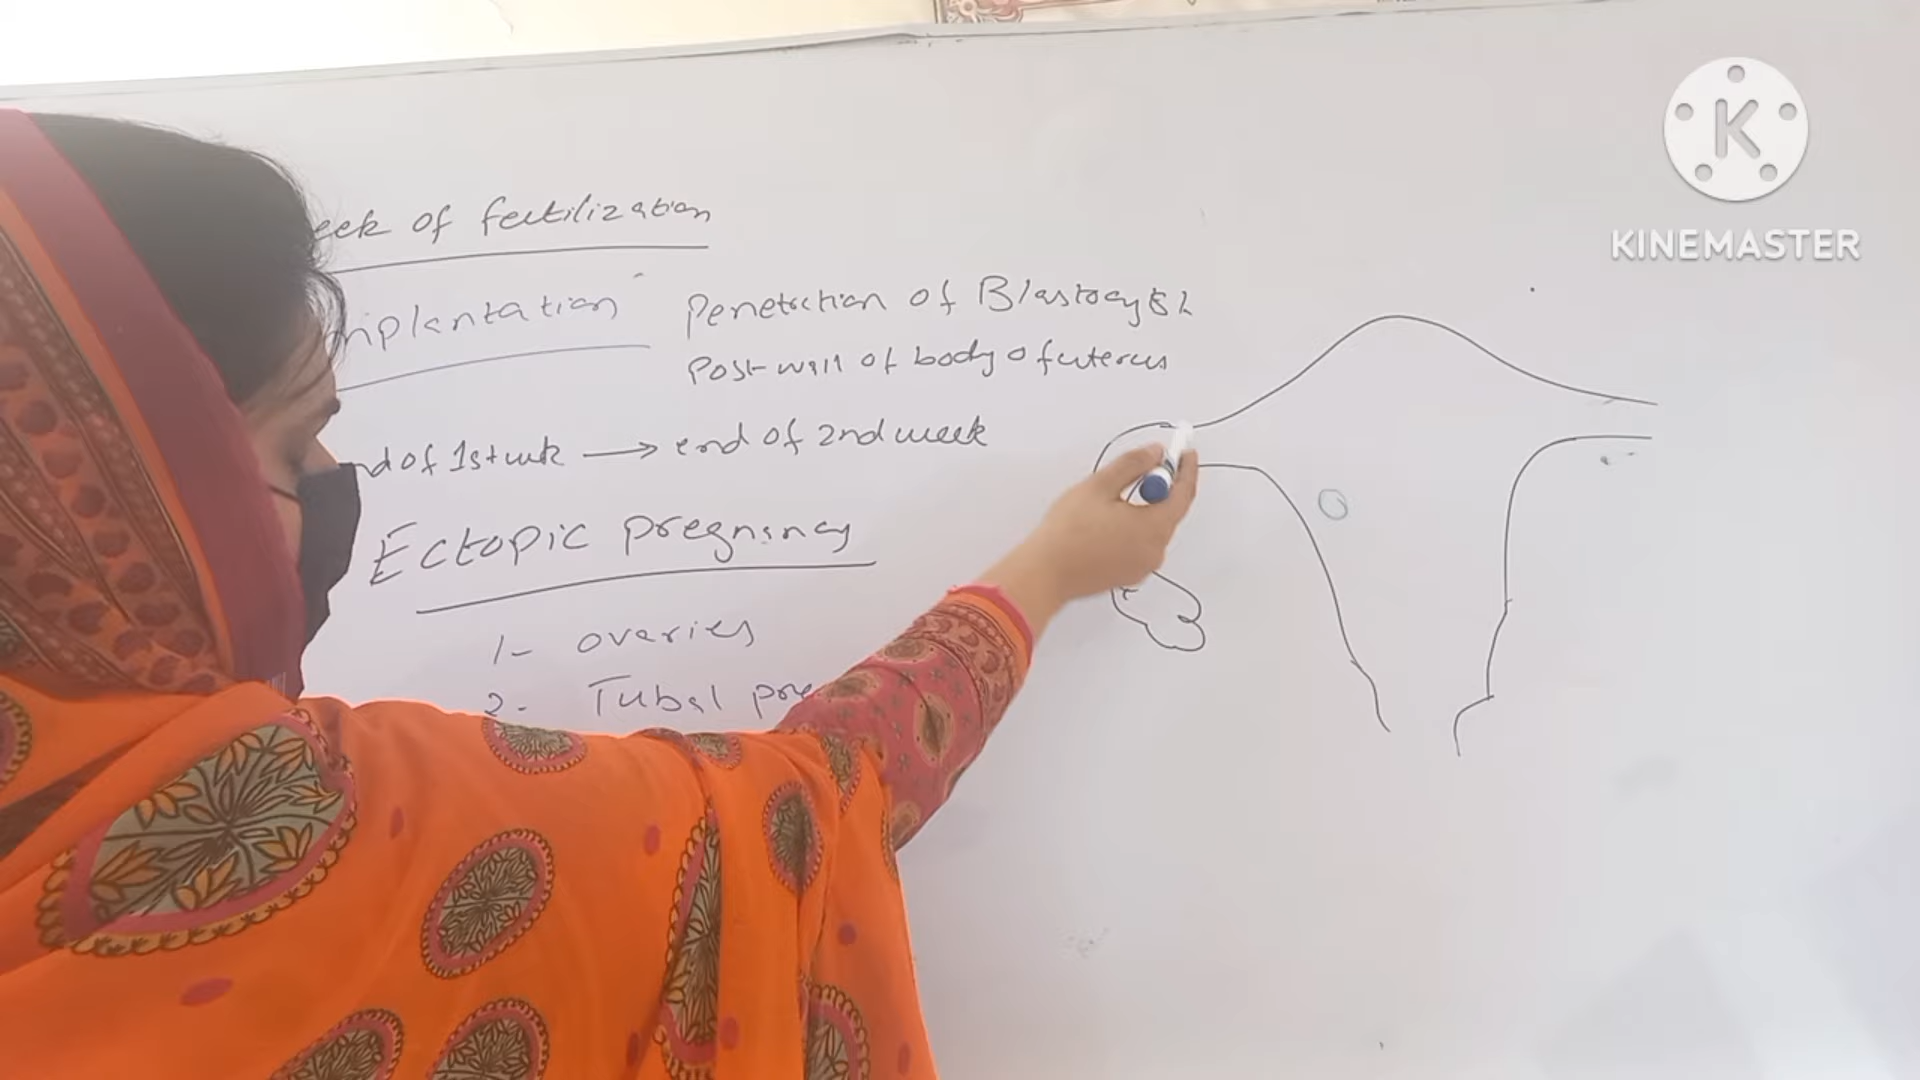 eek of fertilization
mplantation Penetration of Blastocyst
Post-wall of body of uterus
nd of 1st wk → end of 2nd week
Ectopic pregnancy
1- ovaries
2- Tubal pre
K
KINEMASTER